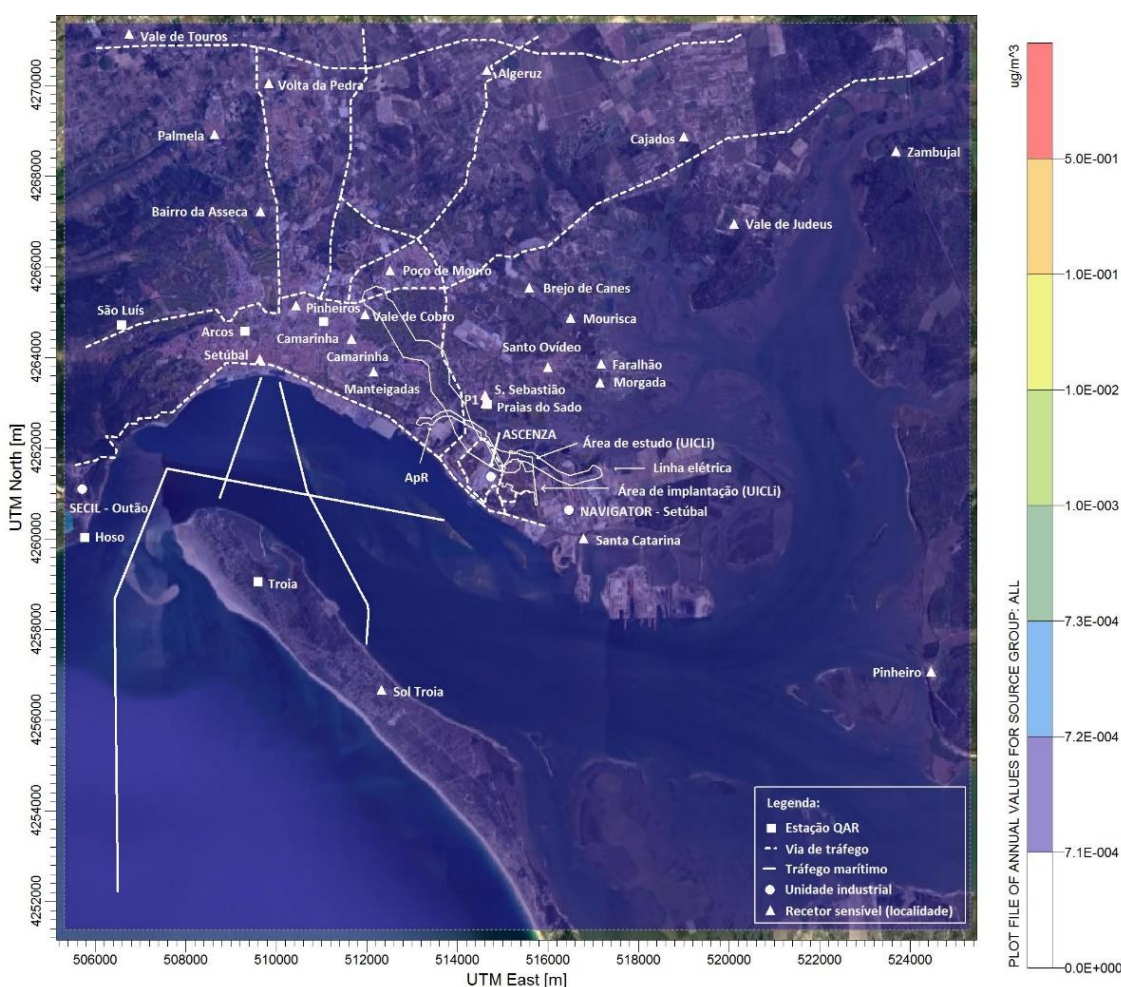 Vale de Touros
Volta da Pedra
Algeruz
Palmela
Cajados
Zambujal
Bairro da Asseca
Vale de Judeus
Poço de Mouro
Brejo de Canes
São Luís
Pinheiros
Vale de Cobro
Mourisca
Arcos
Camarinha
Camarinha
Santo Ovídeo
Setúbal
Faralhão
Manteigadas
Morgada
S. Sebastião
P1
Praias do Sado
ASCENZA
Área de estudo (UICLi)
ApR
Linha elétrica
Área de implantação (UICLi)
SECIL - Outão
NAVIGATOR - Setúbal
Hoso
Santa Catarina
Troia
Pinheiro
Sol Troia
Legenda:
Estação QAR
Via de tráfego
Tráfego marítimo
Unidade industrial
Recetor sensível (localidade)
UTM North [m]
4270000
4268000
4266000
4264000
4262000
4260000
4258000
4256000
4254000
4252000
506000 508000 510000 512000 514000 516000 518000 520000 522000 524000
UTM East [m]
ug/m^3
5.0E-001
1.0E-001
1.0E-002
1.0E-003
7.3E-004
7.2E-004
7.1E-004
0.0E+000
PLOT FILE OF ANNUAL VALUES FOR SOURCE GROUP: ALL